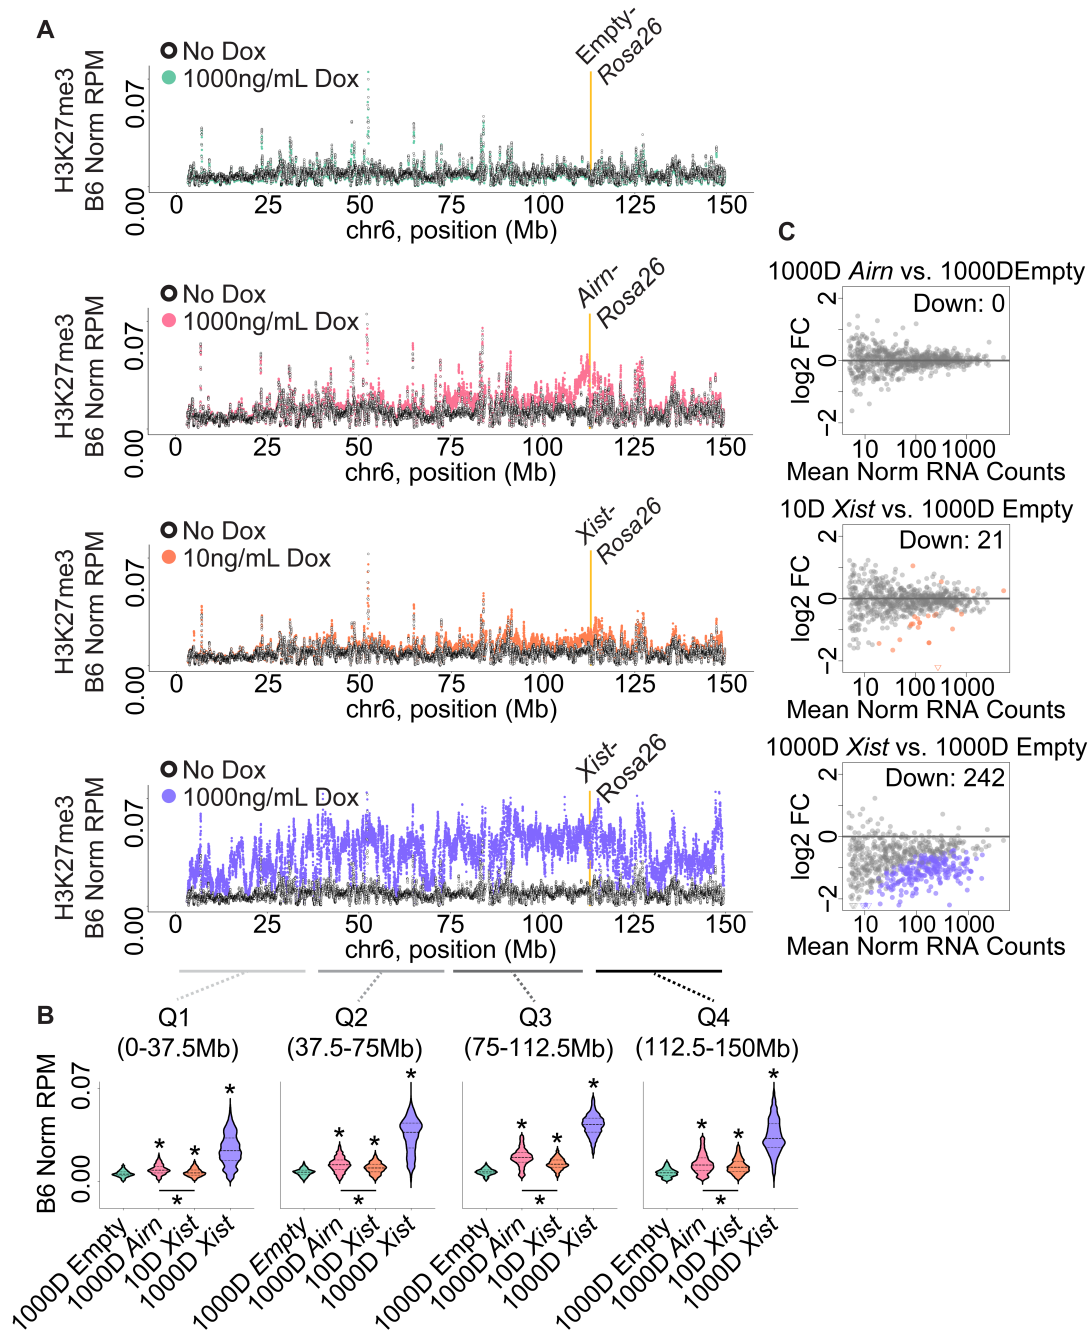 A
No Dox
1000ng/mL Dox
Empty-
Rosa26
H3K27me3
B6 Norm RPM
0.07
0.00
0 25 50 75 100 125 150
chr6, position (Mb)
No Dox
1000ng/mL Dox
Airn-
Rosa26
H3K27me3
B6 Norm RPM
0.07
0.00
0 25 50 75 100 125 150
chr6, position (Mb)
No Dox
10ng/mL Dox
Xist-
Rosa26
H3K27me3
B6 Norm RPM
0.07
0.00
0 25 50 75 100 125 150
chr6, position (Mb)
No Dox
1000ng/mL Dox
Xist-
Rosa26
H3K27me3
B6 Norm RPM
0.07
0.00
0 25 50 75 100 125 150
chr6, position (Mb)
C
1000D Airn vs. 1000DEmpty
Down: 0
log2 FC
2
0
−2
10 100 1000
Mean Norm RNA Counts
10D Xist vs. 1000D Empty
Down: 21
log2 FC
2
0
−2
10 100 1000
Mean Norm RNA Counts
1000D Xist vs. 1000D Empty
Down: 242
log2 FC
2
0
−2
10 100 1000
Mean Norm RNA Counts
B
Q1
(0-37.5Mb)
Q2
(37.5-75Mb)
Q3
(75-112.5Mb)
Q4
(112.5-150Mb)
B6 Norm RPM
0.07
0.00
* * *
*
* * *
*
* * *
*
* * *
*
1000D Empty
1000D Airn
10D Xist
1000D Xist
1000D Empty
1000D Airn
10D Xist
1000D Xist
1000D Empty
1000D Airn
10D Xist
1000D Xist
1000D Empty
1000D Airn
10D Xist
1000D Xist